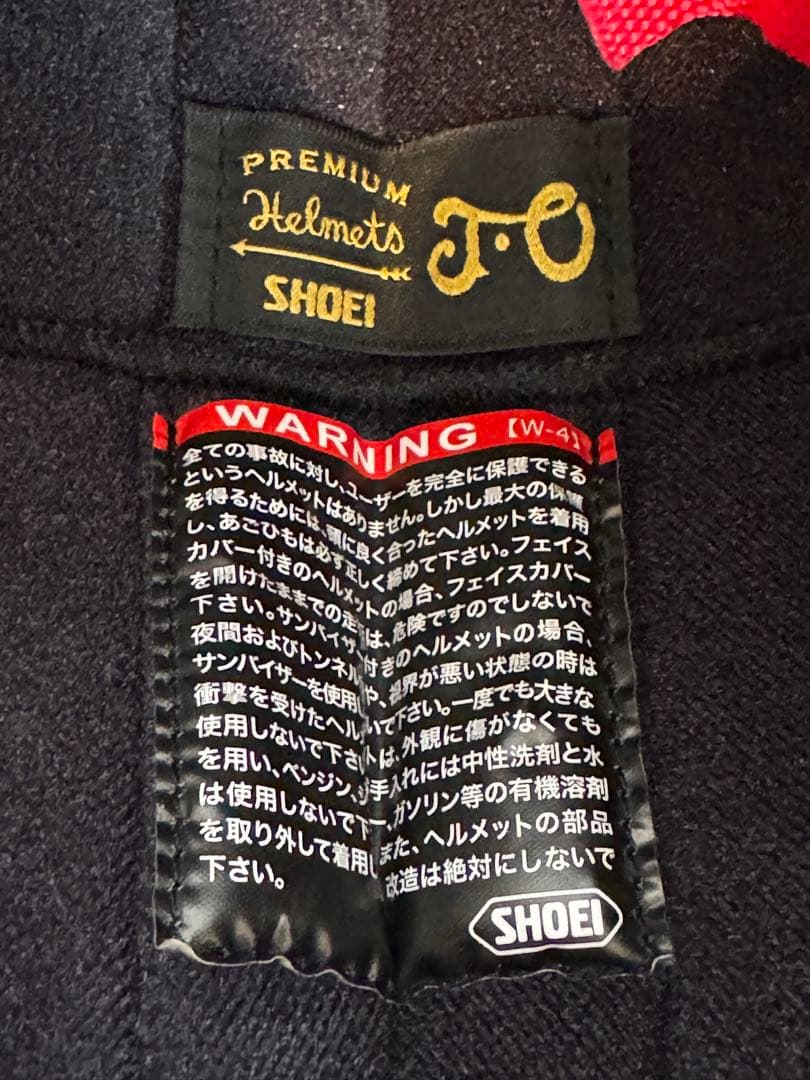 PREMIUM
Helmets
SHOEI
J・O
WARNING 【W-4】
全ての事故に対し、ユーザーを完全に保護できる
というヘルメットはありません。しかし最大の保護
を得るためには、頭に良く合ったヘルメットを着用
し、あごひもは必ず正しく締めて下さい。フェイス
カバー付きのヘルメットの場合、フェイスカバー
を開けたままでの走行は、危険ですのでしないで
下さい。サンバイザー付きのヘルメットの場合、
夜間およびトンネルや、視界が悪い状態の時は
サンバイザーを使用しいで下さい。一度でも大きな
衝撃を受けたヘルトは、外観に傷がなくても
使用しないで下さい手入れには中性洗剤と水
を用い、ベンジン、シー、ガソリン等の有機溶剤
は使用しないで下また、ヘルメットの部品
を取り外して着用し改造は絶対にしないで
下さい。
SHOEI